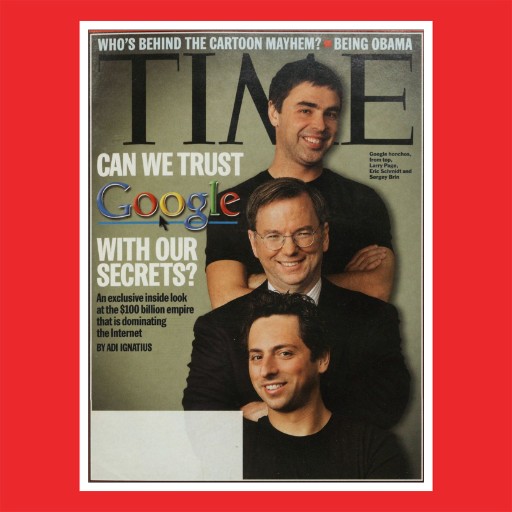 WHO'S BEHIND THE CARTOON MAYHEM? • BEING OBAMA
TIME
Google honchos,
from top,
Larry Page,
Eric Schmidt and
Sergey Brin
CAN WE TRUST
Google
WITH OUR
SECRETS?
An exclusive inside look
at the $100 billion empire
that is dominating
the Internet
BY ADI IGNATIUS